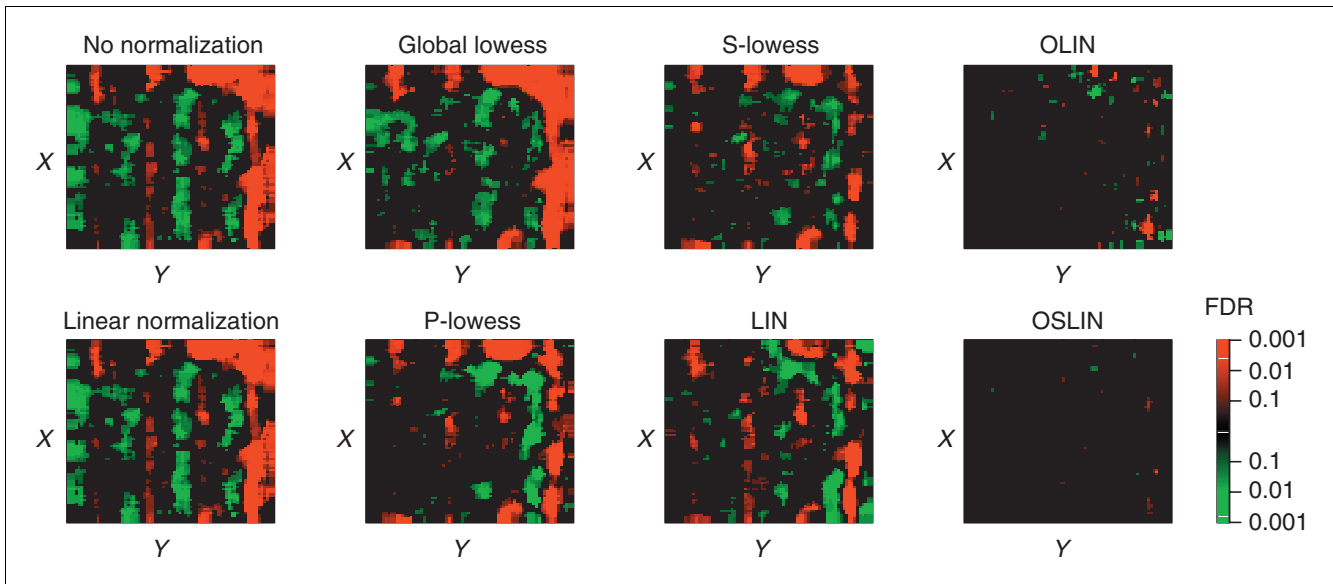 No normalization
Global lowess
S-lowess
OLIN
X
X
X
X
Y
Y
Y
Y
Linear normalization
P-lowess
LIN
OSLIN
X
X
X
X
Y
Y
Y
Y
FDR
0.001
0.01
0.1
0.1
0.01
0.001